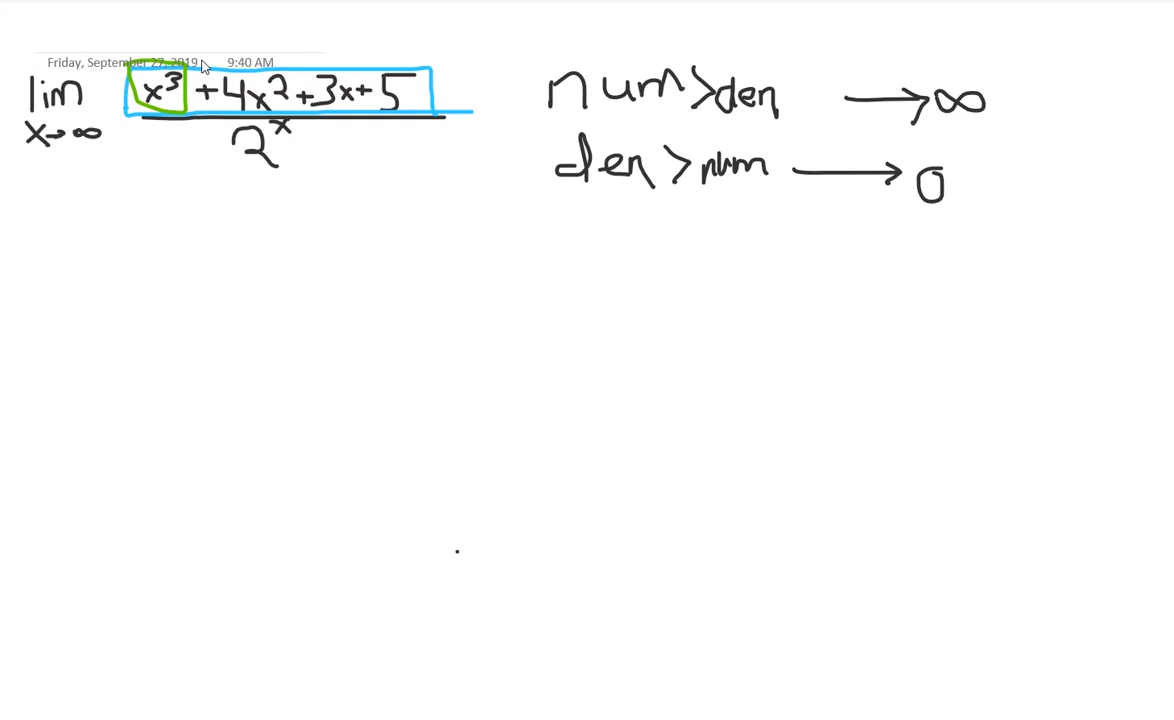 Friday, September 27, 2019 9:40 AM
lim x→∞ x³ + 4x² + 3x + 5
2ˣ
num > den → ∞
den > num → 0